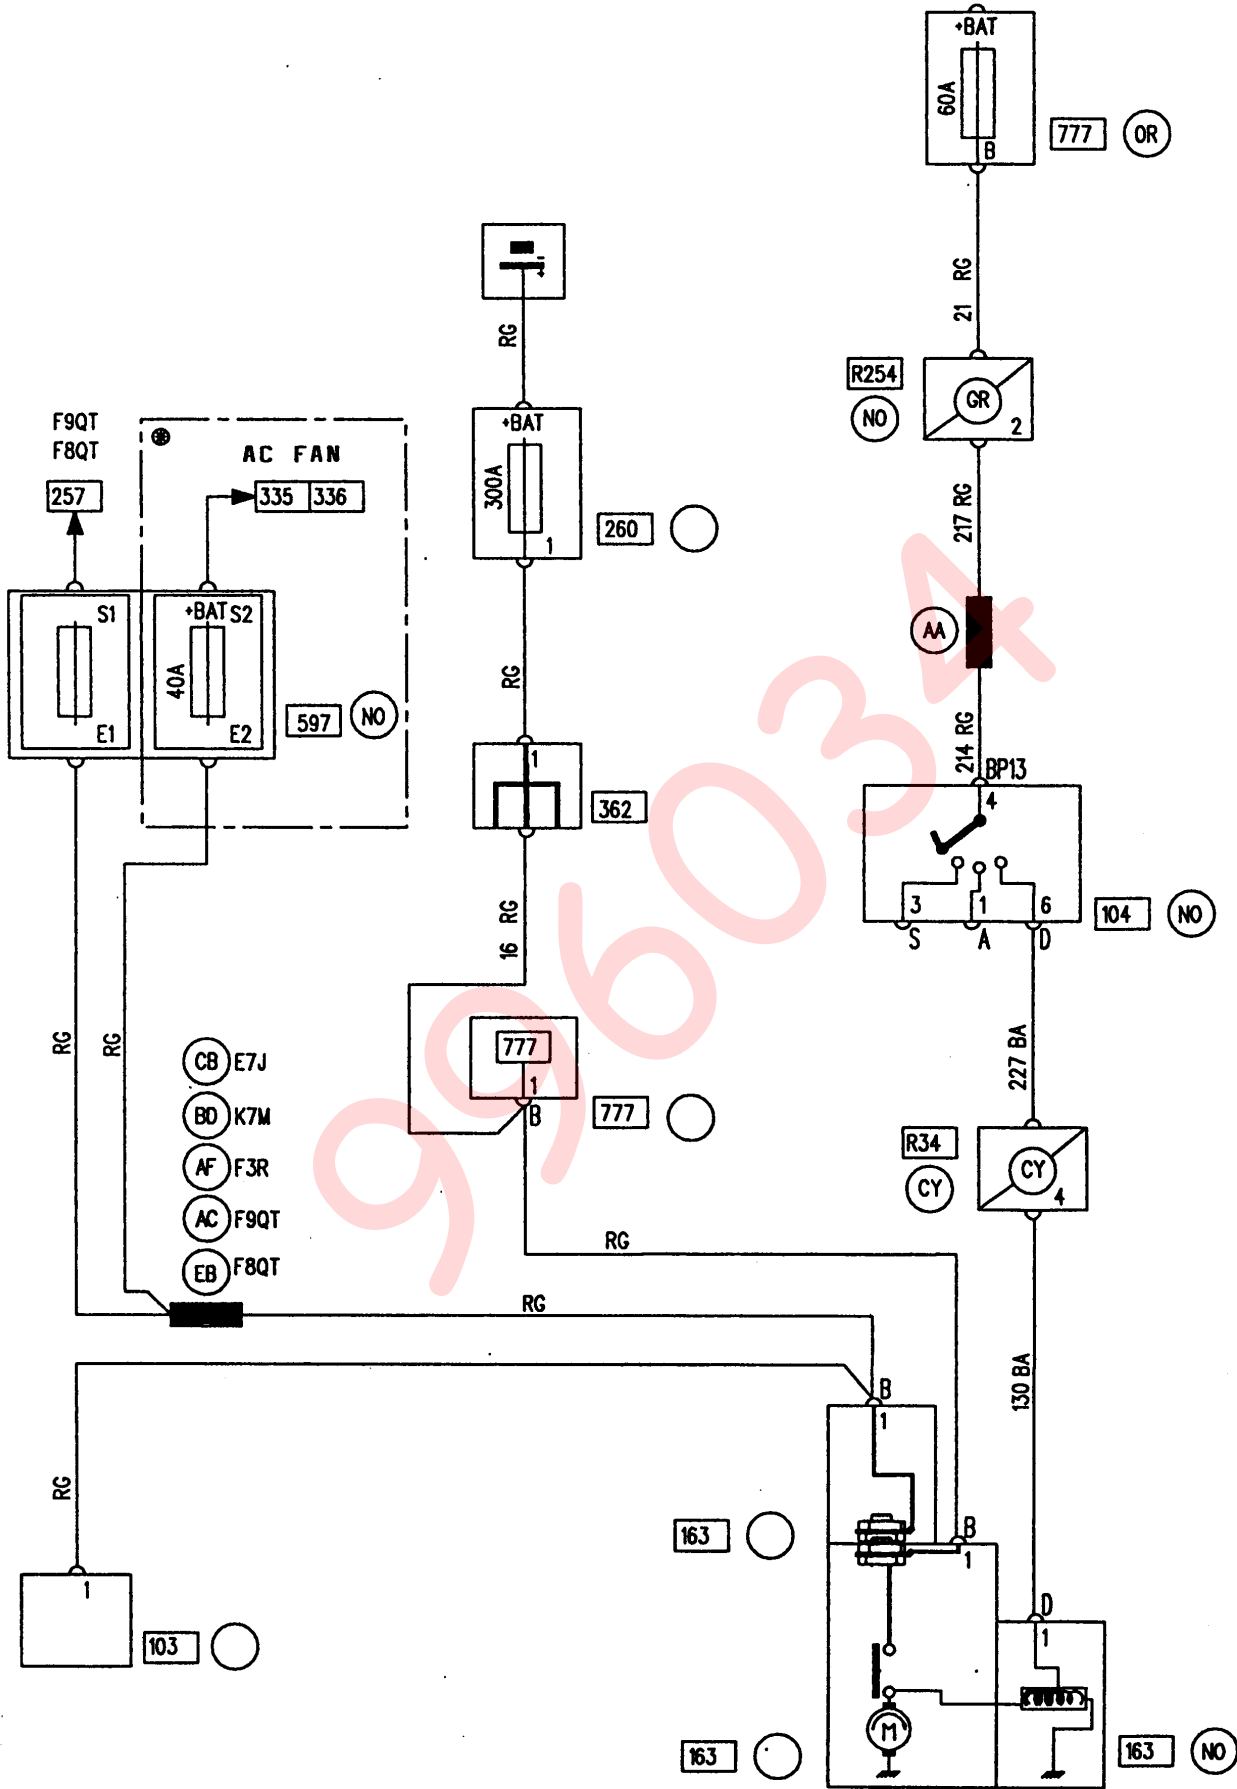 +BAT
60A
B
777
OR
21 RG
R254
NO
GR
2
217 RG
AA
214 RG
BP13
4
3
1
6
S
A
D
104
NO
227 BA
R34
CY
CY
4
130 BA
- +
RG
+BAT
300A
1
260
RG
1
362
16 RG
777
1
B
777
RG
F9QT
F8QT
257
AC FAN
335 336
S1
E1
+BAT S2
40A
E2
597
NO
RG
RG
CB E7J
BD K7M
AF F3R
AC F9QT
EB F8QT
RG
RG
1
103
B
1
163
B
1
D
1
M
163
163
NO
996034